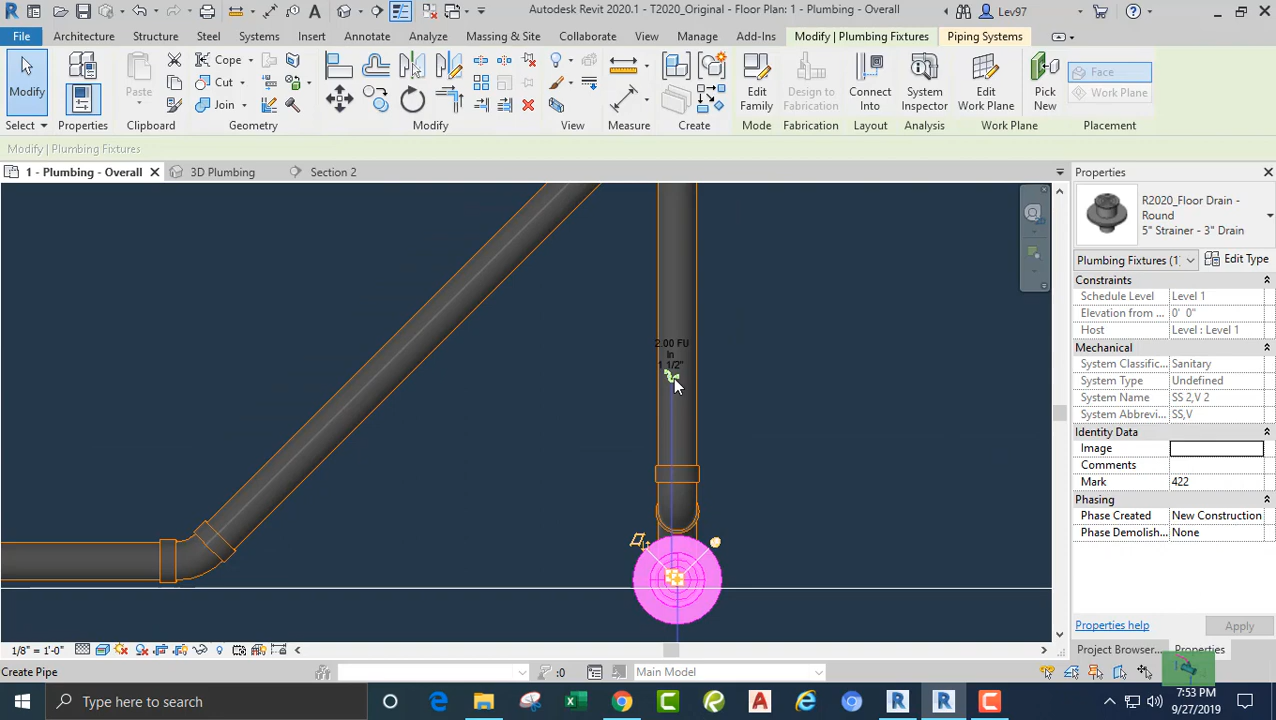 Autodesk Revit 2020.1 - T2020_Original - Floor Plan: 1 - Plumbing - Overall
Lev97
File
Architecture
Structure
Steel
Systems
Insert
Annotate
Analyze
Massing & Site
Collaborate
View
Manage
Add-Ins
Modify | Plumbing Fixtures
Piping Systems
Modify
Paste
Cope
Cut
Join
Edit
Family
Design to
Fabrication
Connect
Into
System
Inspector
Edit
Work Plane
Pick
New
Face
Work Plane
Select
Properties
Clipboard
Geometry
Modify
View
Measure
Create
Mode
Fabrication
Layout
Analysis
Work Plane
Placement
Modify | Plumbing Fixtures
1 - Plumbing - Overall
3D Plumbing
Section 2
2.00 FU
In
1 1/2"
Properties
R2020_Floor Drain -
Round
5" Strainer - 3" Drain
Plumbing Fixtures (1)
Edit Type
Constraints
Schedule Level Level 1
Elevation from ... 0' 0"
Host Level : Level 1
Mechanical
System Classifi... Sanitary
System Type Undefined
System Name SS 2,V 2
System Abbrevi... SS,V
Identity Data
Image
Comments
Mark 422
Phasing
Phase Created New Construction
Phase Demolish... None
Properties help
Apply
Project Browser...
Properties
1/8" = 1'-0"
Create Pipe
:0
Main Model
Type here to search
7:53 PM
9/27/2019